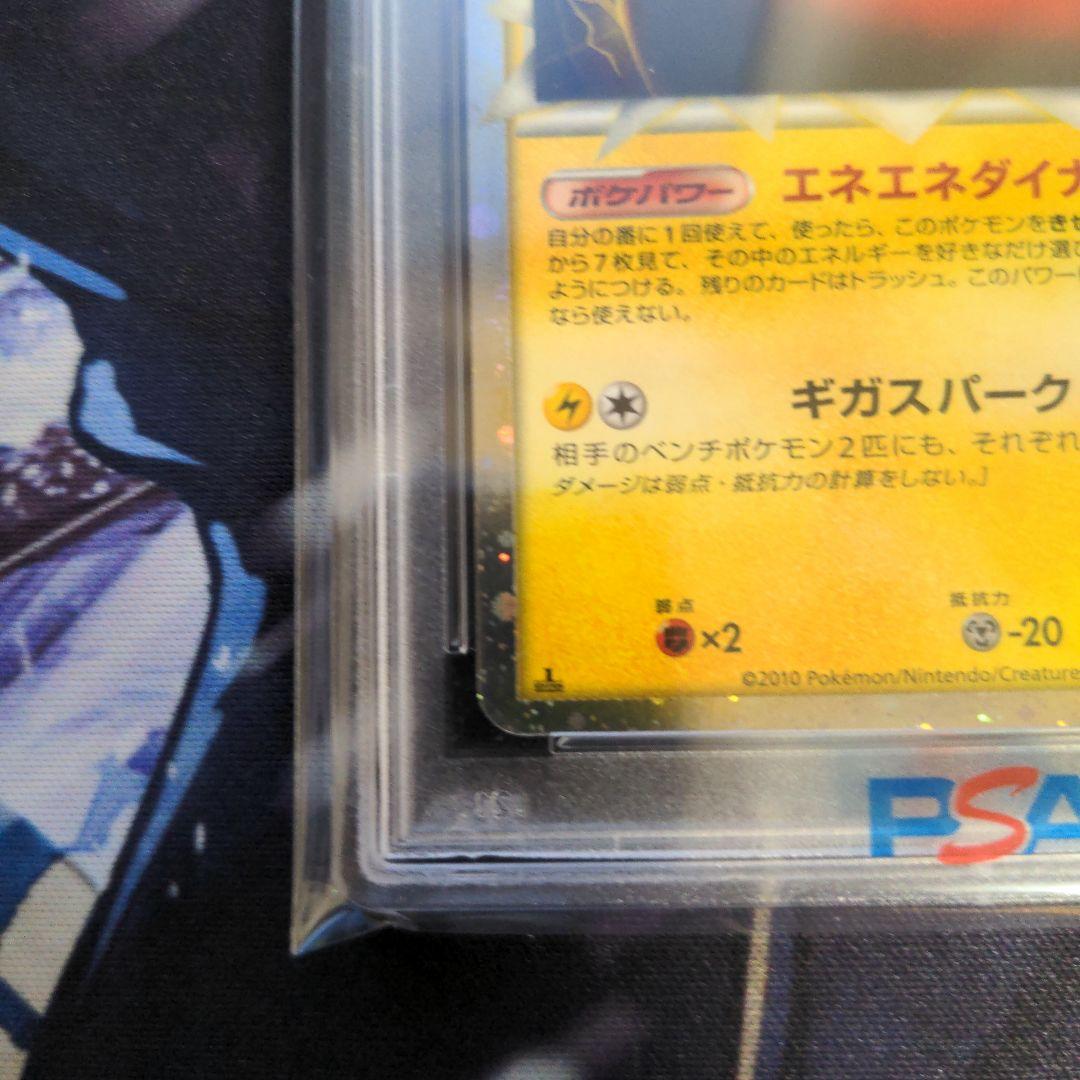 ポケパワー エネエネダイナ
自分の番に1回使えて、使ったら、このポケモンをきぜ
から7枚見て、その中のエネルギーを好きなだけ選び
ようにつける。残りのカードはトラッシュ。このパワーは
なら使えない。
ギガスパーク
相手のベンチポケモン2匹にも、それぞれ
ダメージは弱点・抵抗力の計算をしない。]
弱点 抵抗力
×2 -20
1 ©2010 Pokémon/Nintendo/Creature
PSA